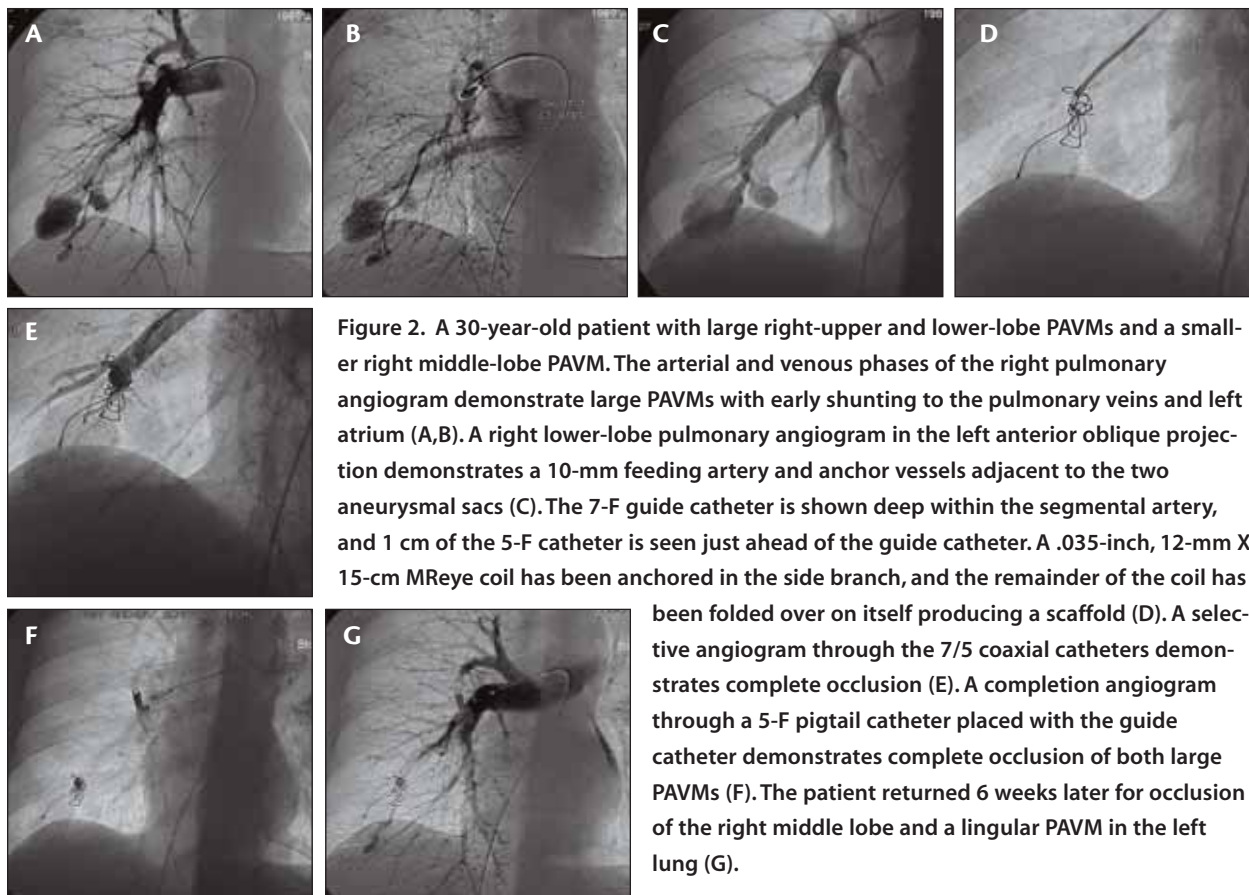 A
B
C
D
E
Figure 2. A 30-year-old patient with large right-upper and lower-lobe PAVMs and a small-
er right middle-lobe PAVM. The arterial and venous phases of the right pulmonary
angiogram demonstrate large PAVMs with early shunting to the pulmonary veins and left
atrium (A,B). A right lower-lobe pulmonary angiogram in the left anterior oblique projec-
tion demonstrates a 10-mm feeding artery and anchor vessels adjacent to the two
aneurysmal sacs (C). The 7-F guide catheter is shown deep within the segmental artery,
and 1 cm of the 5-F catheter is seen just ahead of the guide catheter. A .035-inch, 12-mm X
15-cm MReye coil has been anchored in the side branch, and the remainder of the coil has
been folded over on itself producing a scaffold (D). A selec-
tive angiogram through the 7/5 coaxial catheters demon-
strates complete occlusion (E). A completion angiogram
through a 5-F pigtail catheter placed with the guide
catheter demonstrates complete occlusion of both large
PAVMs (F). The patient returned 6 weeks later for occlusion
of the right middle lobe and a lingular PAVM in the left
lung (G).
F
G